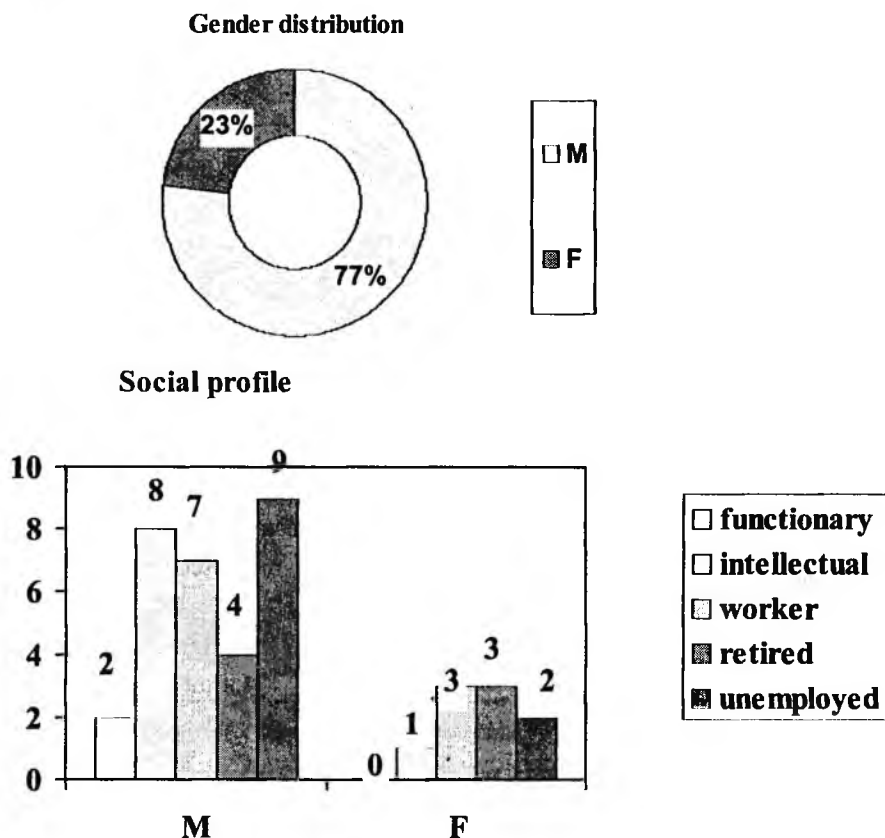 Gender distribution
23%
77%
M
F
Social profile
10
8
6
4
2
0
2
8
7
4
9
0
1
3
3
2
M
F
functionary
intellectual
worker
retired
unemployed